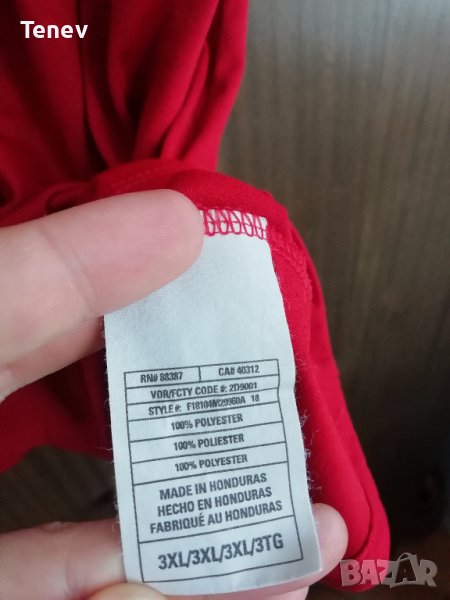 Tenev
RN# 88387 CA# 40312
VDR/FCTY CODE #: 2D9001
STYLE #: F18104M29960A 18
100% POLYESTER
100% POLIESTER
100% POLYESTER
MADE IN HONDURAS
HECHO EN HONDURAS
FABRIQUÉ AU HONDURAS
3XL/3XL/3XL/3TG
bazar